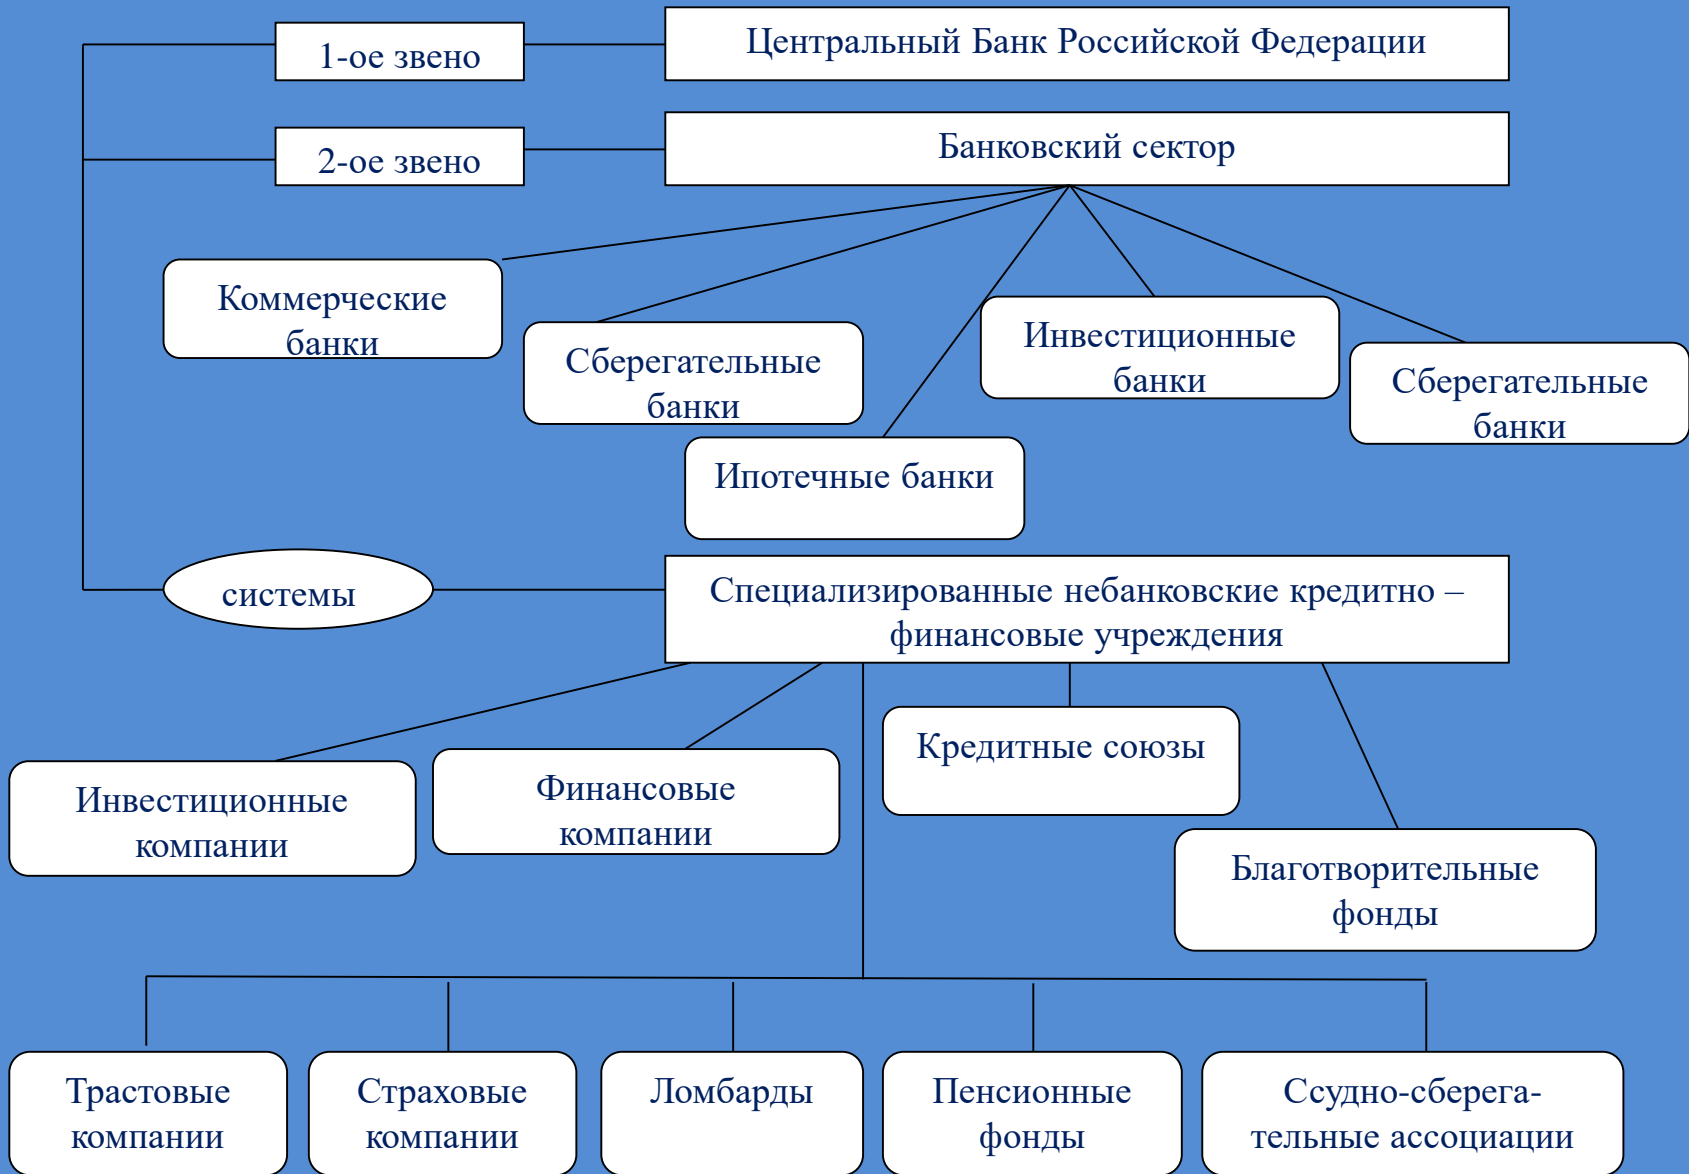 1-ое звено
Центральный Банк Российской Федерации
2-ое звено
Банковский сектор
Коммерческие
банки
Сберегательные
банки
Ипотечные банки
Инвестиционные
банки
Сберегательные
банки
системы
Специализированные небанковские кредитно –
финансовые учреждения
Инвестиционные
компании
Финансовые
компании
Кредитные союзы
Благотворительные
фонды
Трастовые
компании
Страховые
компании
Ломбарды
Пенсионные
фонды
Ссудно-сберега-
тельные ассоциации